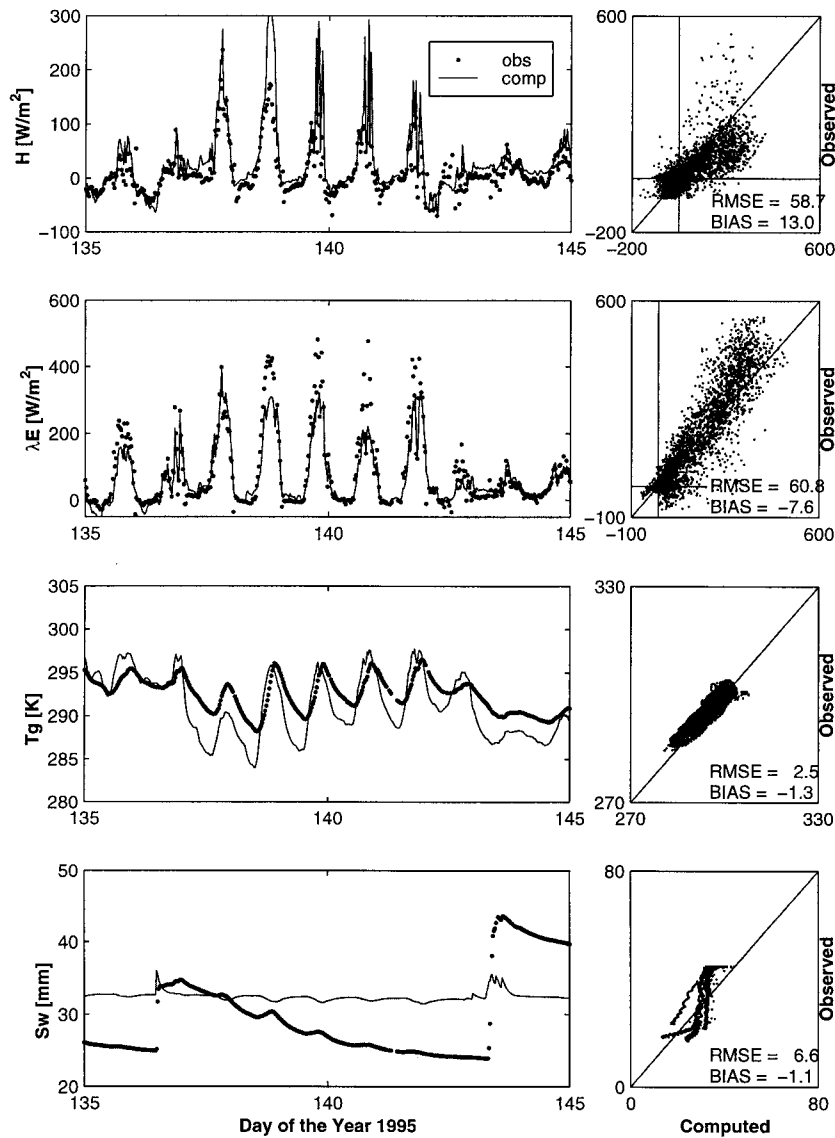 300
200
100
0
−100
H [W/m²]
135
140
145
obs
comp
600
−200
−200
600
Observed
RMSE = 58.7
BIAS = 13.0
600
400
200
0
λE [W/m²]
135
140
145
600
−100
−100
600
Observed
RMSE = 60.8
BIAS = −7.6
305
300
295
290
285
280
Tg [K]
135
140
145
330
270
270
330
Observed
RMSE = 2.5
BIAS = −1.3
50
40
30
20
Sw [mm]
135
140
145
Day of the Year 1995
80
0
0
80
Observed
RMSE = 6.6
BIAS = −1.1
Computed